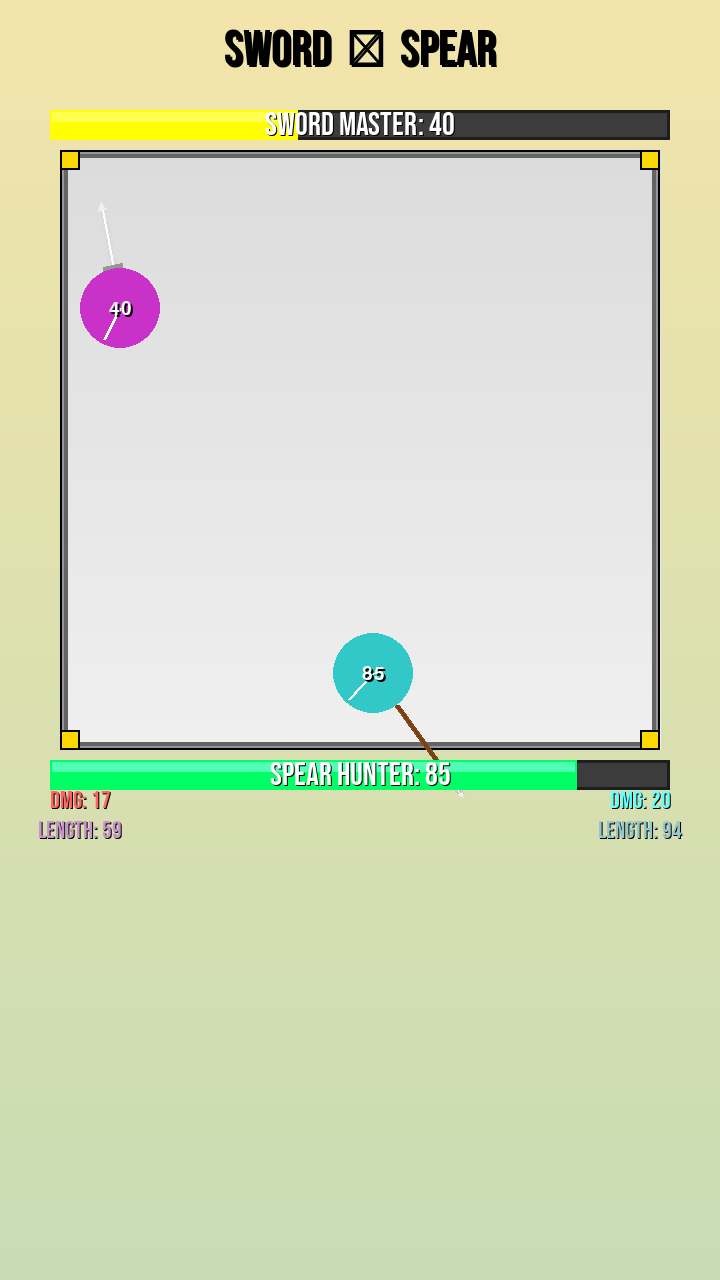 SWORD ☒ SPEAR
SWORD MASTER: 40
40
85
SPEAR HUNTER: 85
DMG: 17 DMG: 20
LENGTH: 59 LENGTH: 94